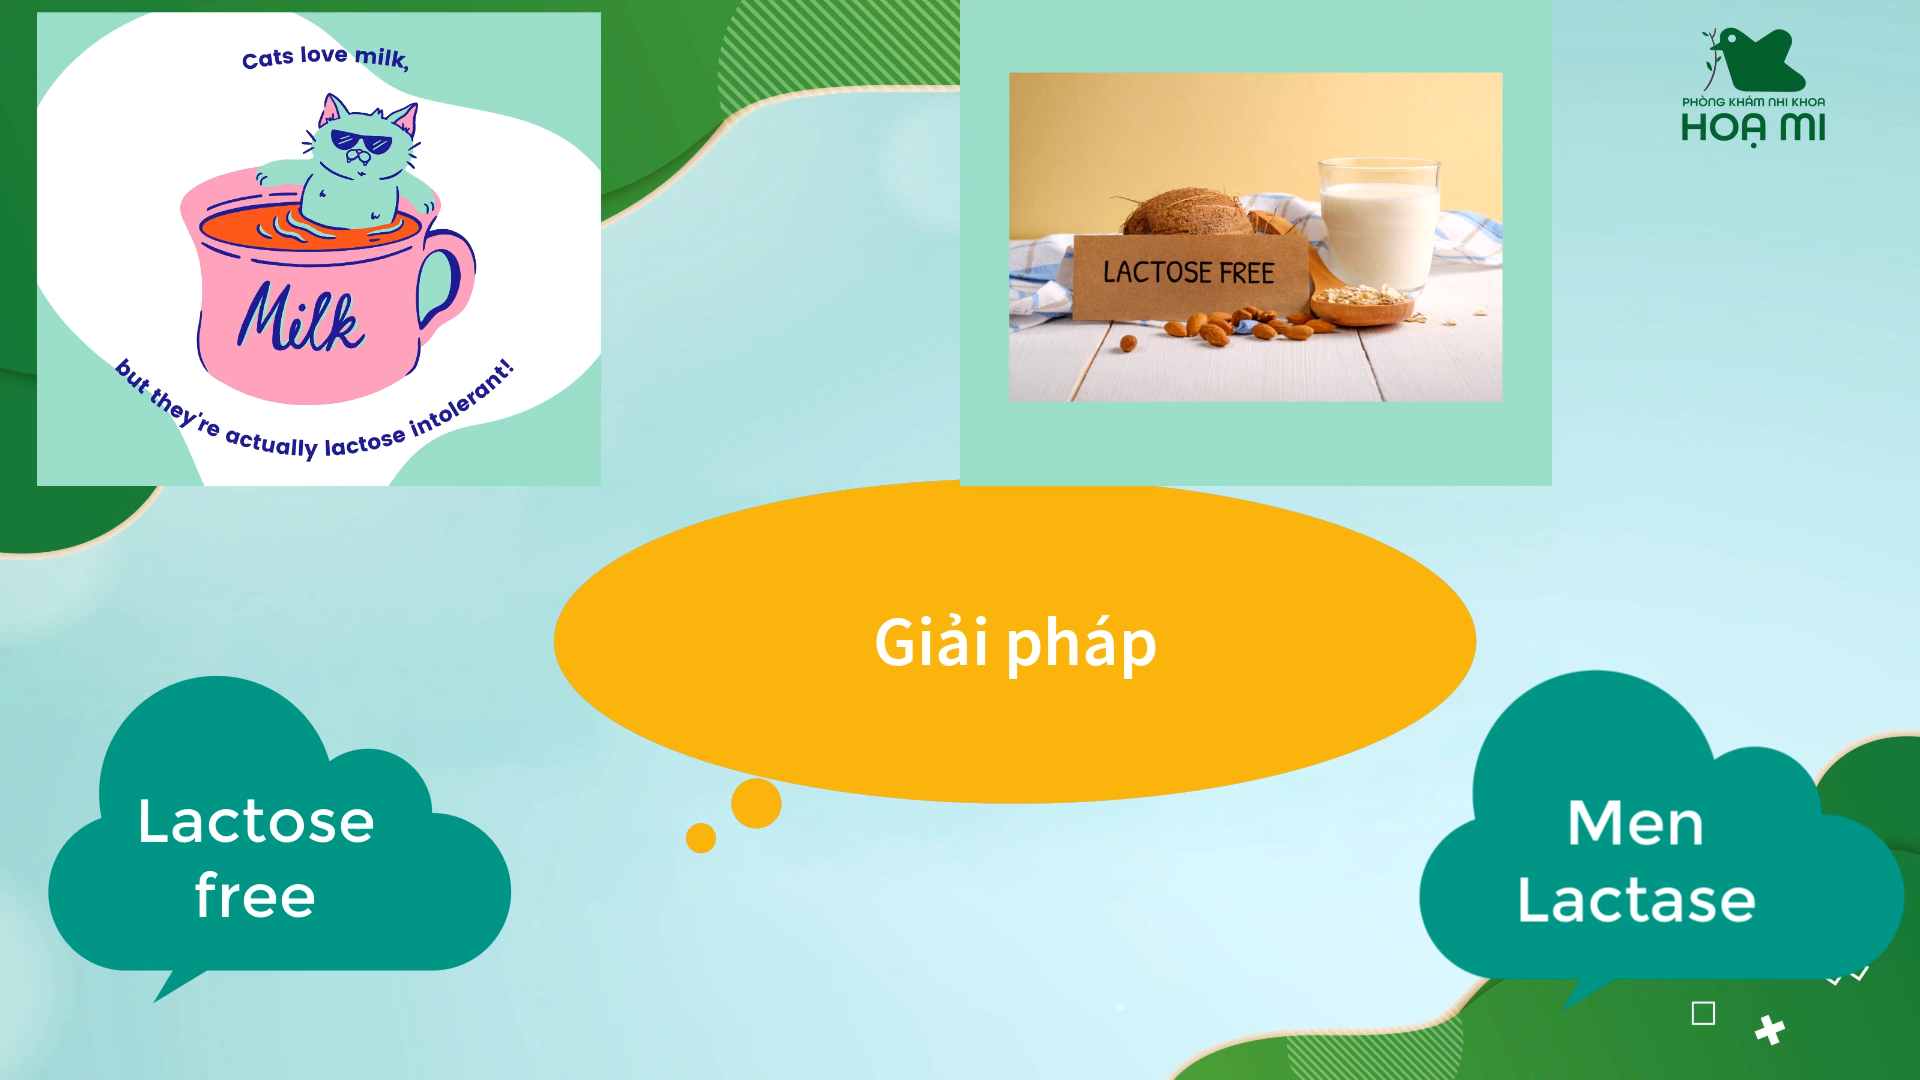 Cats love milk,
Milk
but they're actually lactose intolerant!
LACTOSE FREE
PHÒNG KHÁM NHI KHOA
HOẠ MI
Giải pháp
Lactose
free
Men
Lactase